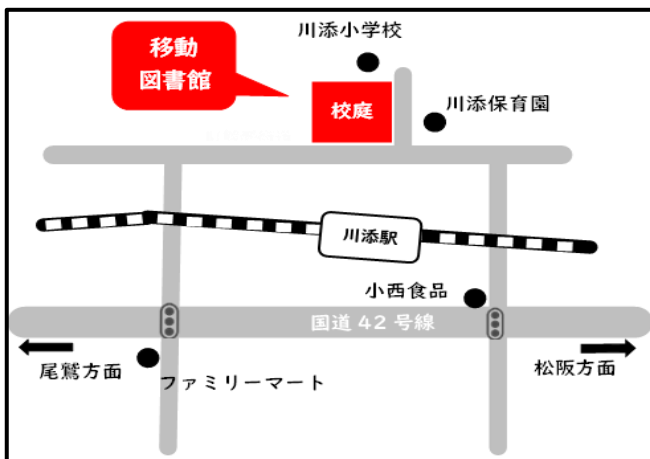 川添小学校
移動
図書館
校庭
川添保育園
川添駅
小西食品
国道 42 号線
尾鷲方面
松阪方面
ファミリーマート